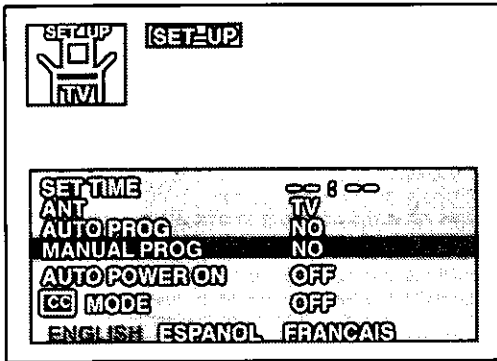 SET UP
TV
SET-UP
SET TIME -- : --
ANT TV
AUTO PROG NO
MANUAL PROG NO
AUTO POWER ON OFF
CC MODE OFF
ENGLISH ESPANOL FRANCAIS